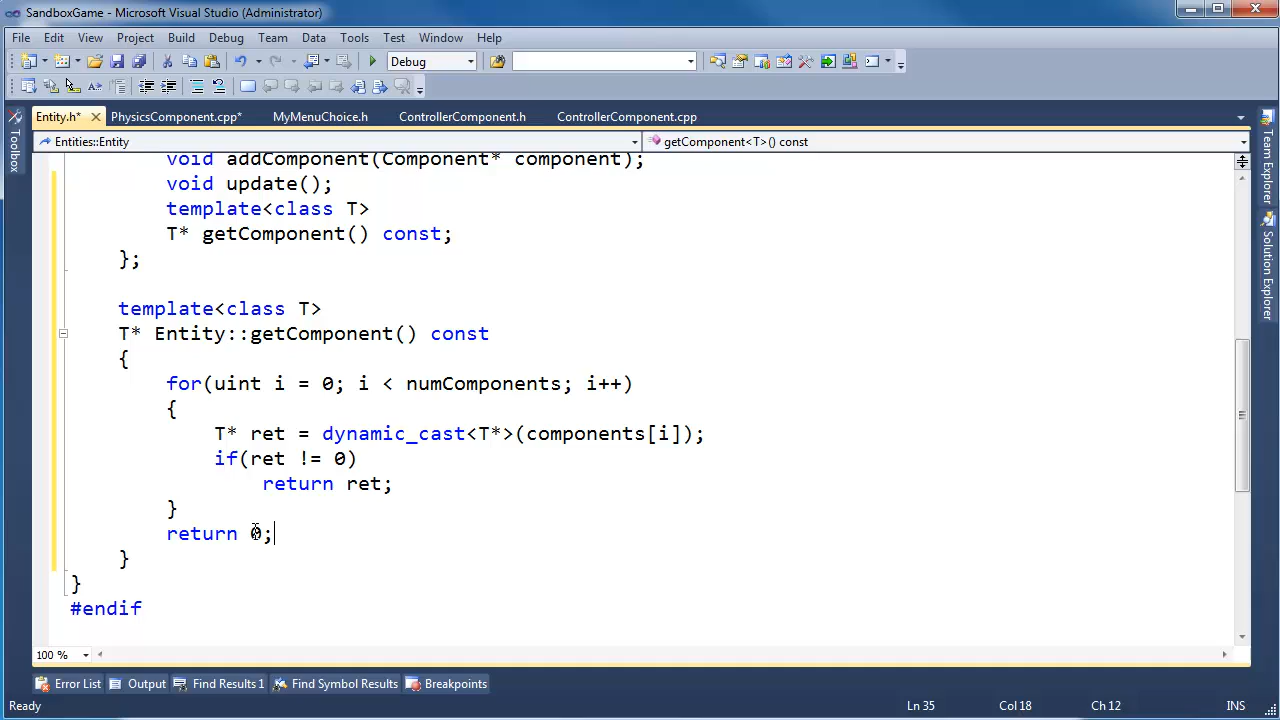 SandboxGame - Microsoft Visual Studio (Administrator)
File Edit View Project Build Debug Team Data Tools Test Window Help
Debug
Entity.h* PhysicsComponent.cpp* MyMenuChoice.h ControllerComponent.h ControllerComponent.cpp
Entities::Entity getComponent<T>() const
void addComponent(Component* component);
void update();
template<class T>
T* getComponent() const;
};
template<class T>
T* Entity::getComponent() const
{
for(uint i = 0; i < numComponents; i++)
{
T* ret = dynamic_cast<T*>(components[i]);
if(ret != 0)
return ret;
}
return 0;
}
}
#endif
100 %
Error List Output Find Results 1 Find Symbol Results Breakpoints
Ready Ln 35 Col 18 Ch 12 INS
Toolbox
Team Explorer
Solution Explorer